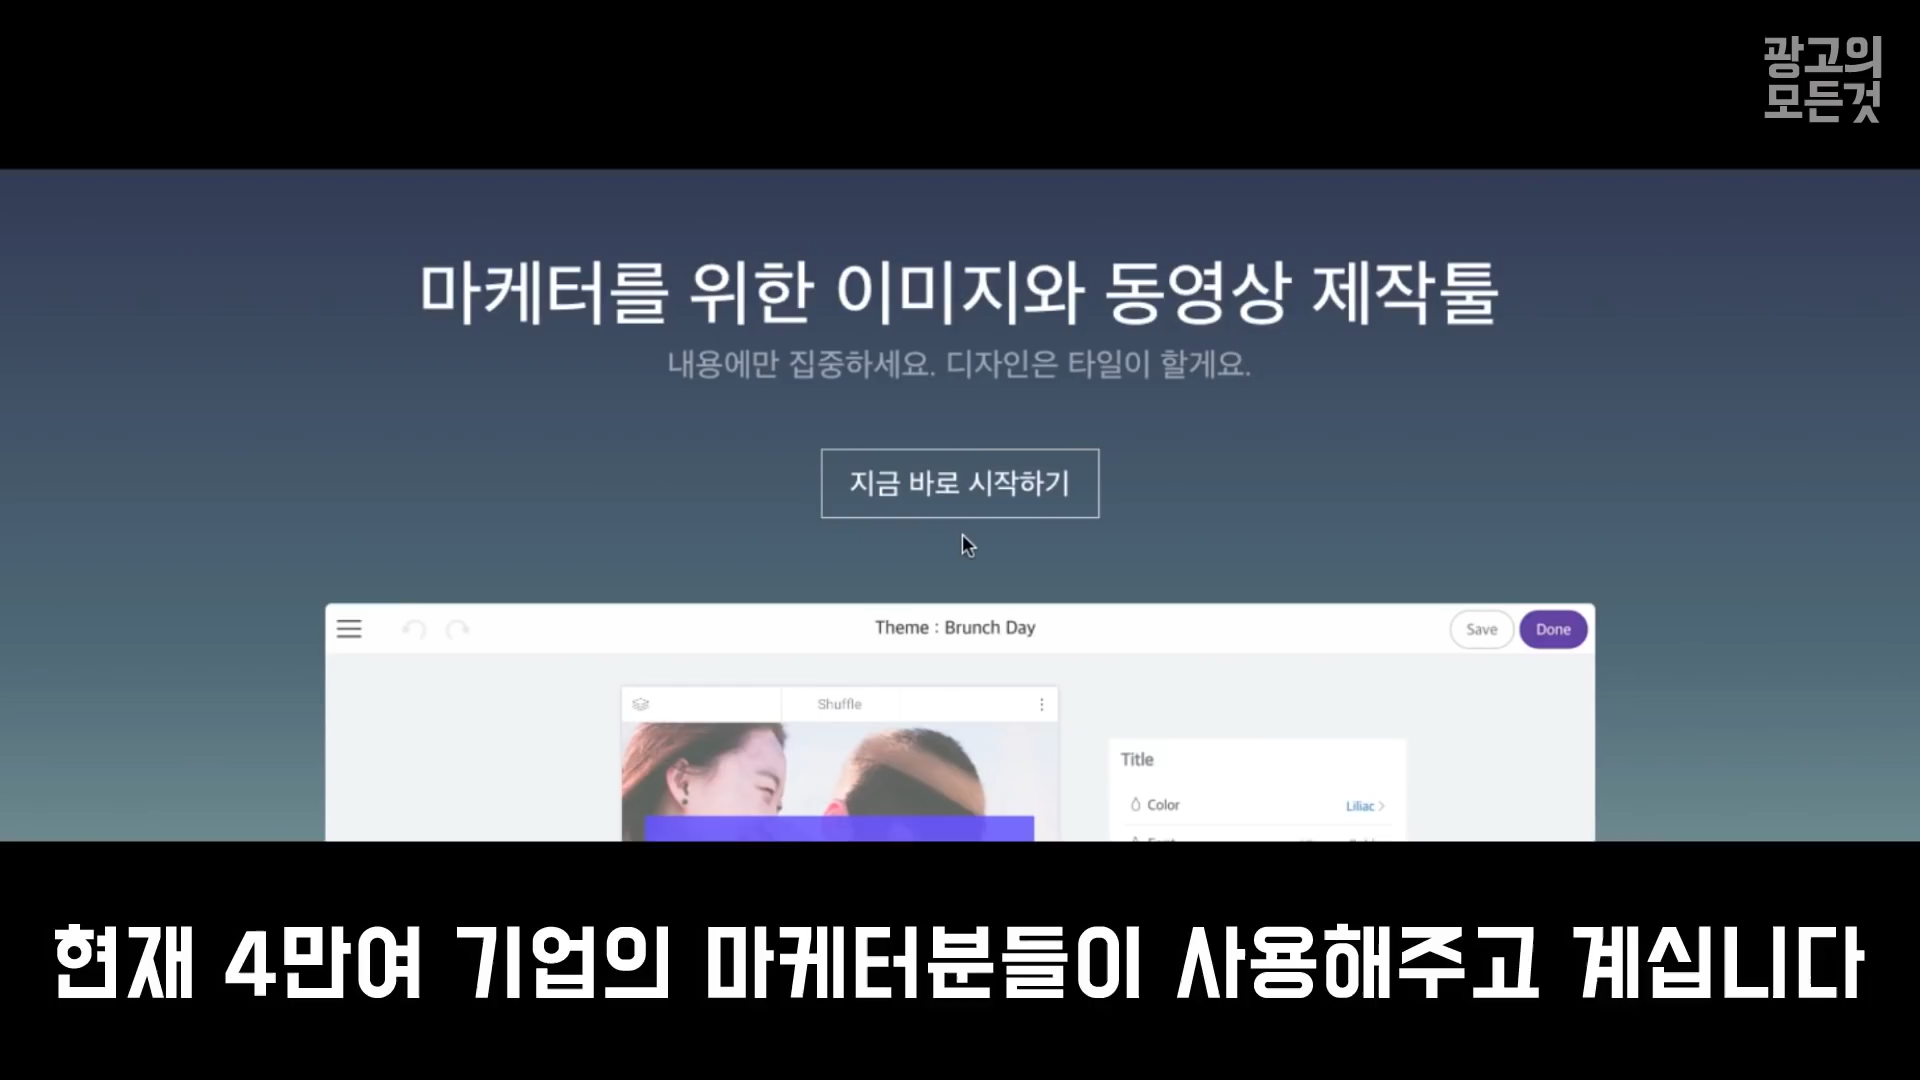 광고의
모든것
마케터를 위한 이미지와 동영상 제작툴
내용에만 집중하세요. 디자인은 타일이 할게요.
지금 바로 시작하기
Theme : Brunch Day
Save
Done
Shuffle
Title
Color
Liliac
현재 4만여 기업의 마케터분들이 사용해주고 계십니다